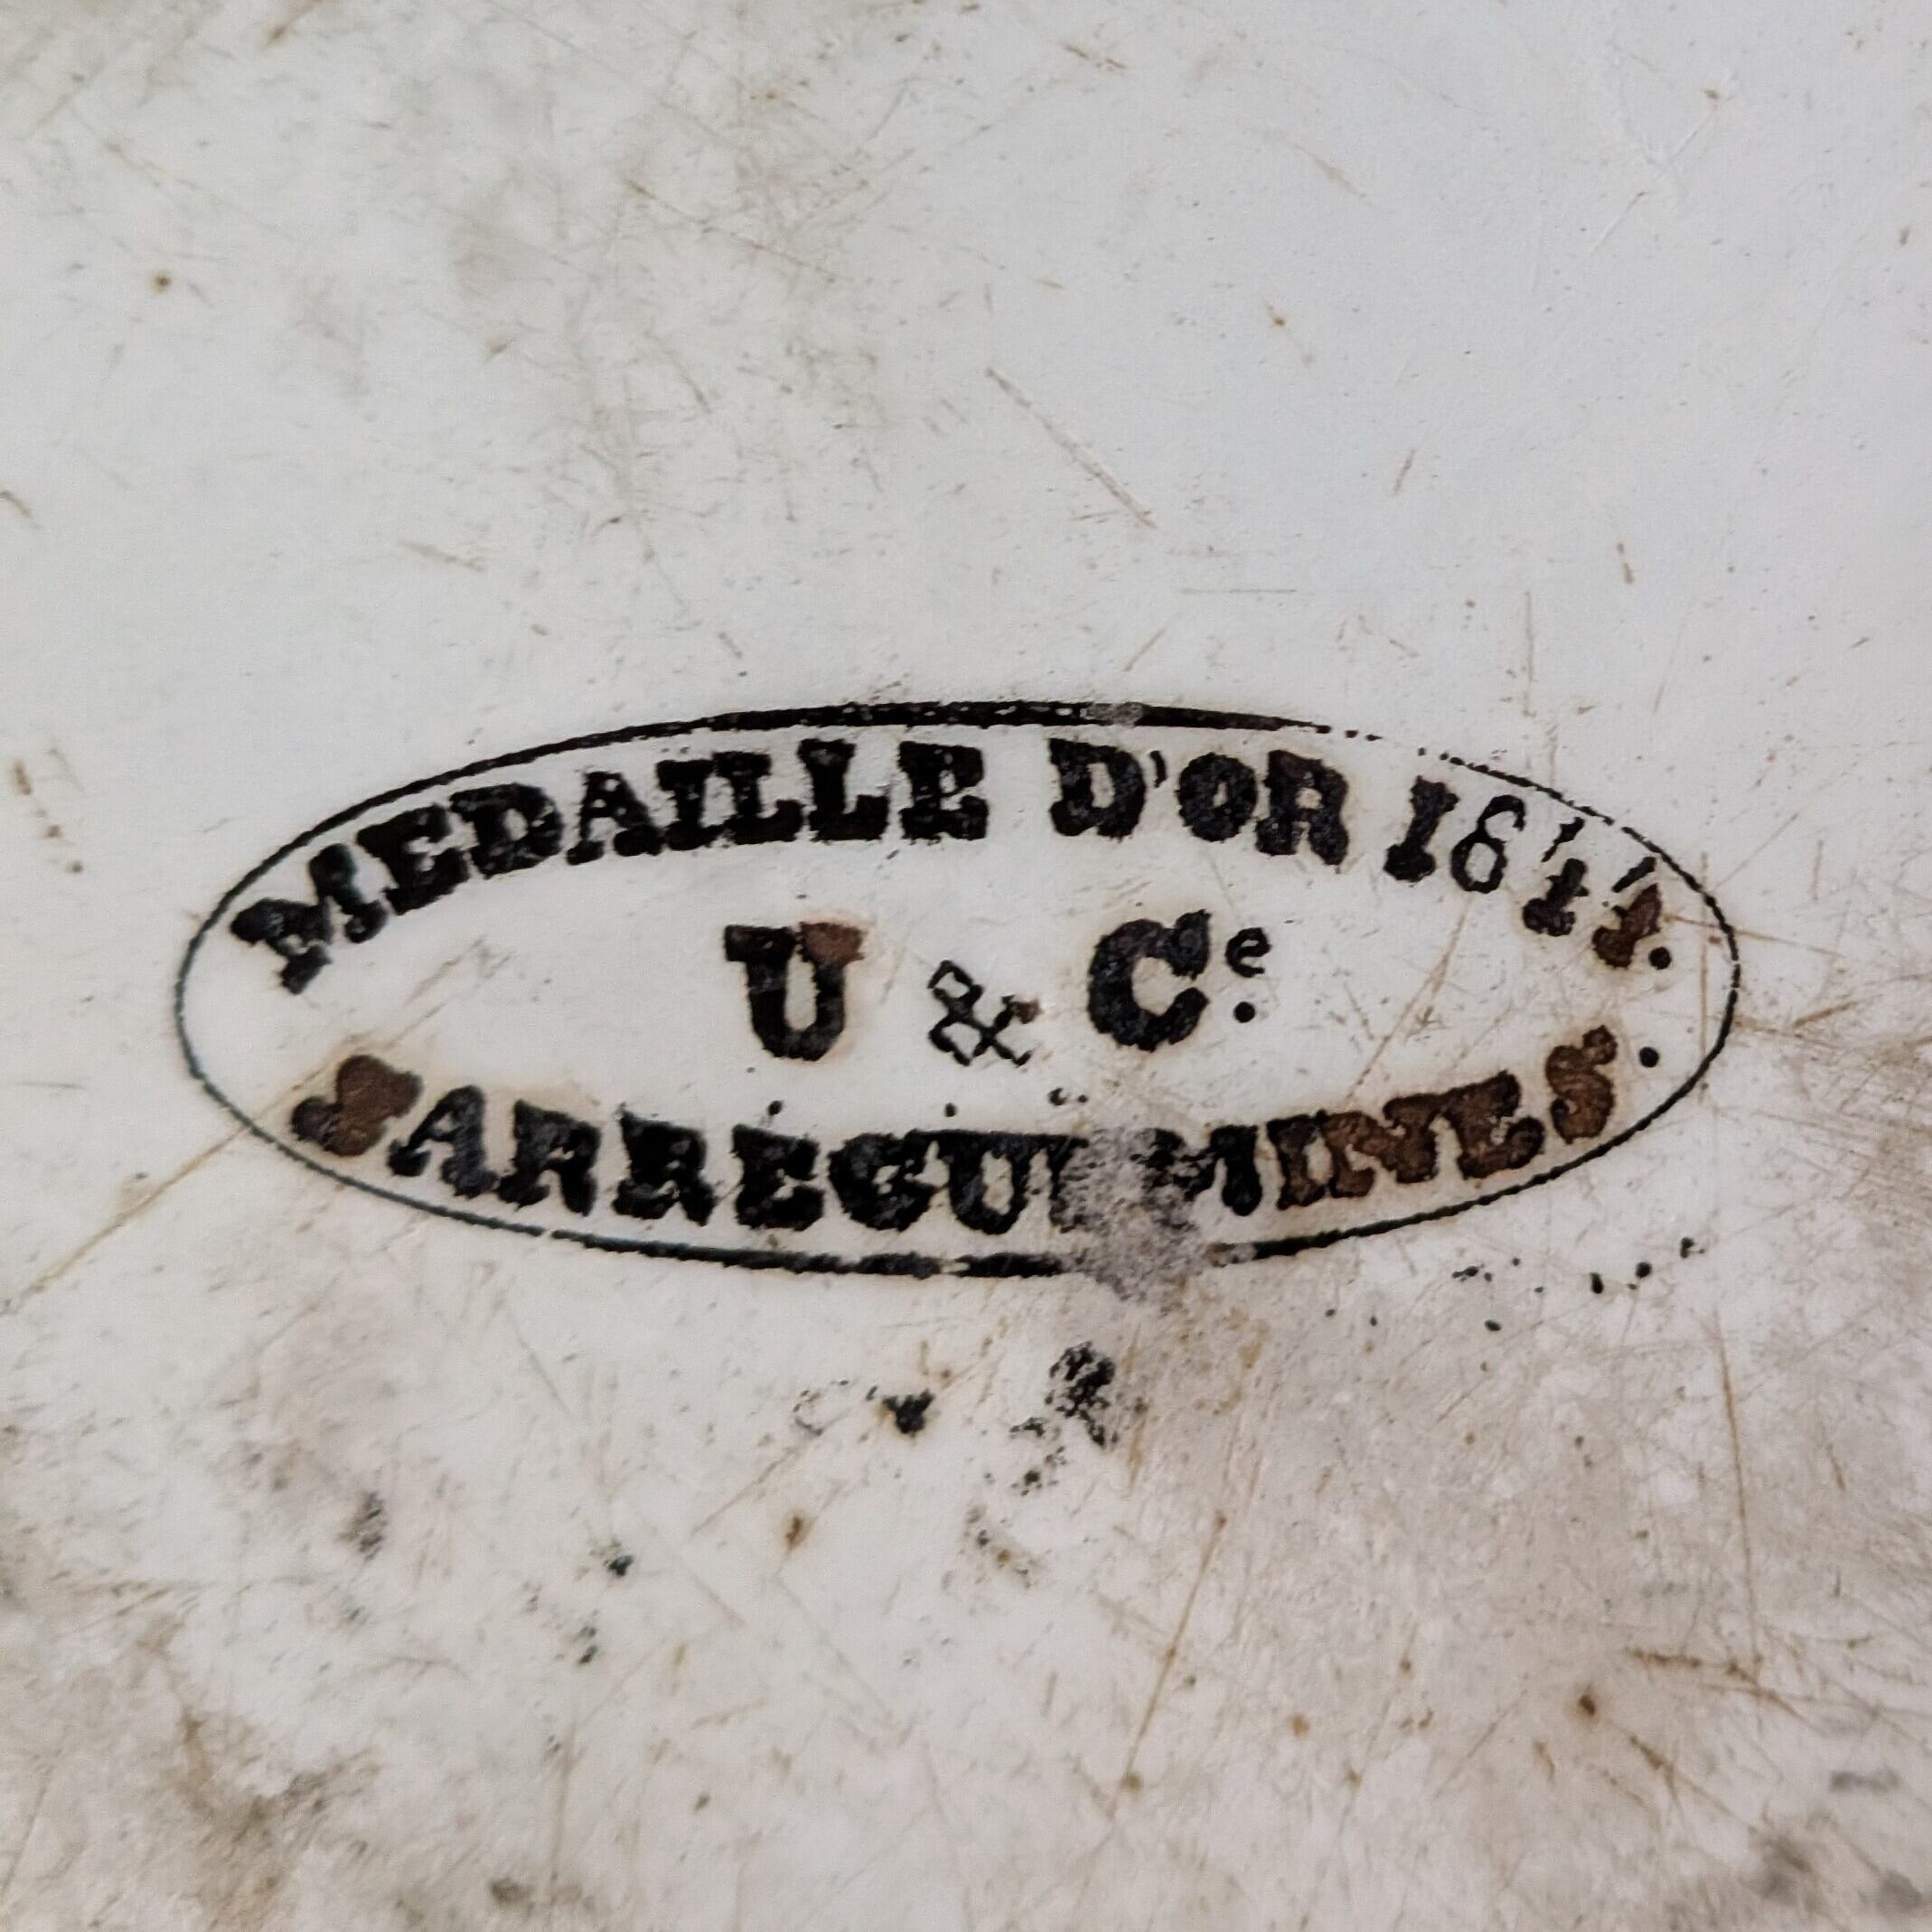 MEDAILLE D'OR 1844.
U & Ce.
SARREGUEMINES.